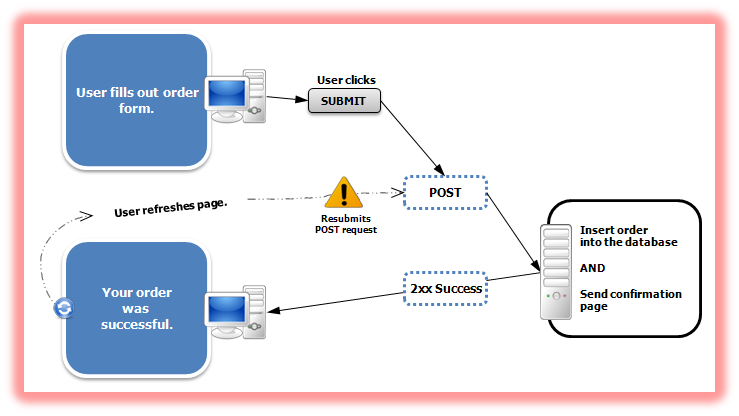 User fills out order
form.
User clicks
SUBMIT
POST
User refreshes page.
Resubmits
POST request
Insert order
into the database
AND
Send confirmation
page
2xx Success
Your order
was
successful.